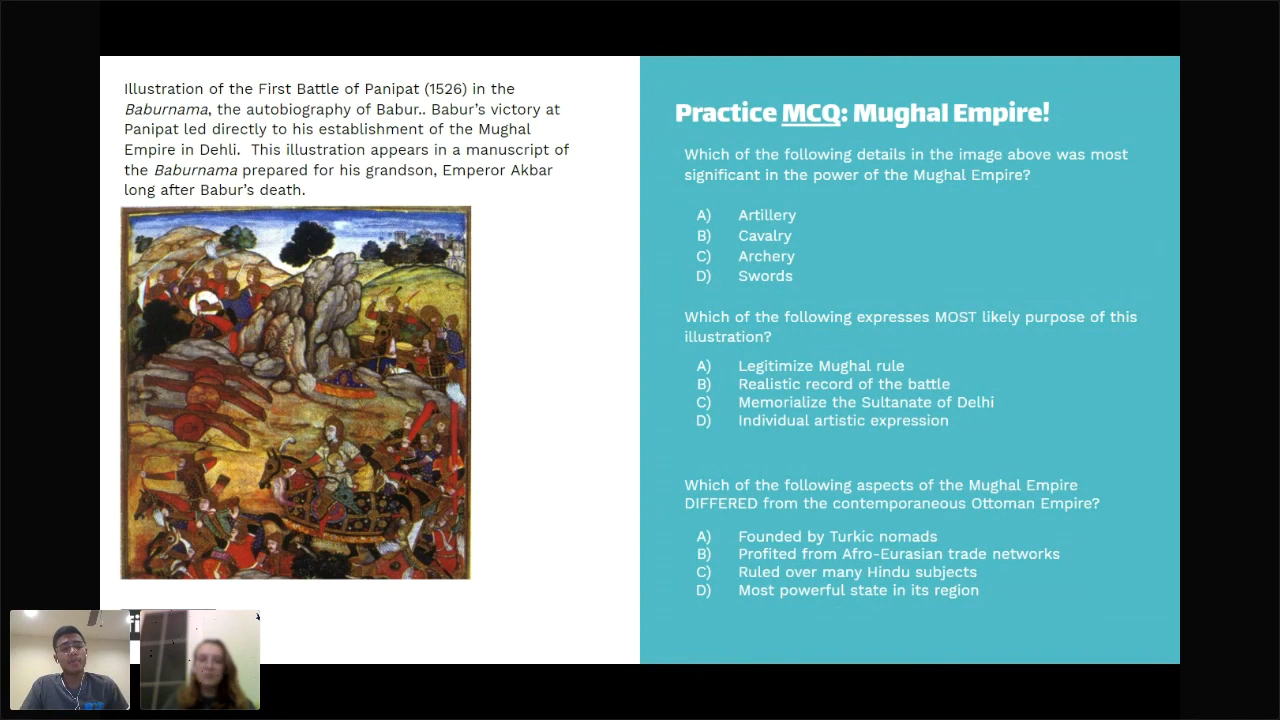 Illustration of the First Battle of Panipat (1526) in the
Baburnama, the autobiography of Babur.. Babur's victory at
Panipat led directly to his establishment of the Mughal
Empire in Dehli. This illustration appears in a manuscript of
the Baburnama prepared for his grandson, Emperor Akbar
long after Babur's death.
Practice MCQ: Mughal Empire!
Which of the following details in the image above was most
significant in the power of the Mughal Empire?
A) Artillery
B) Cavalry
C) Archery
D) Swords
Which of the following expresses MOST likely purpose of this
illustration?
A) Legitimize Mughal rule
B) Realistic record of the battle
C) Memorialize the Sultanate of Delhi
D) Individual artistic expression
Which of the following aspects of the Mughal Empire
DIFFERED from the contemporaneous Ottoman Empire?
A) Founded by Turkic nomads
B) Profited from Afro-Eurasian trade networks
C) Ruled over many Hindu subjects
D) Most powerful state in its region